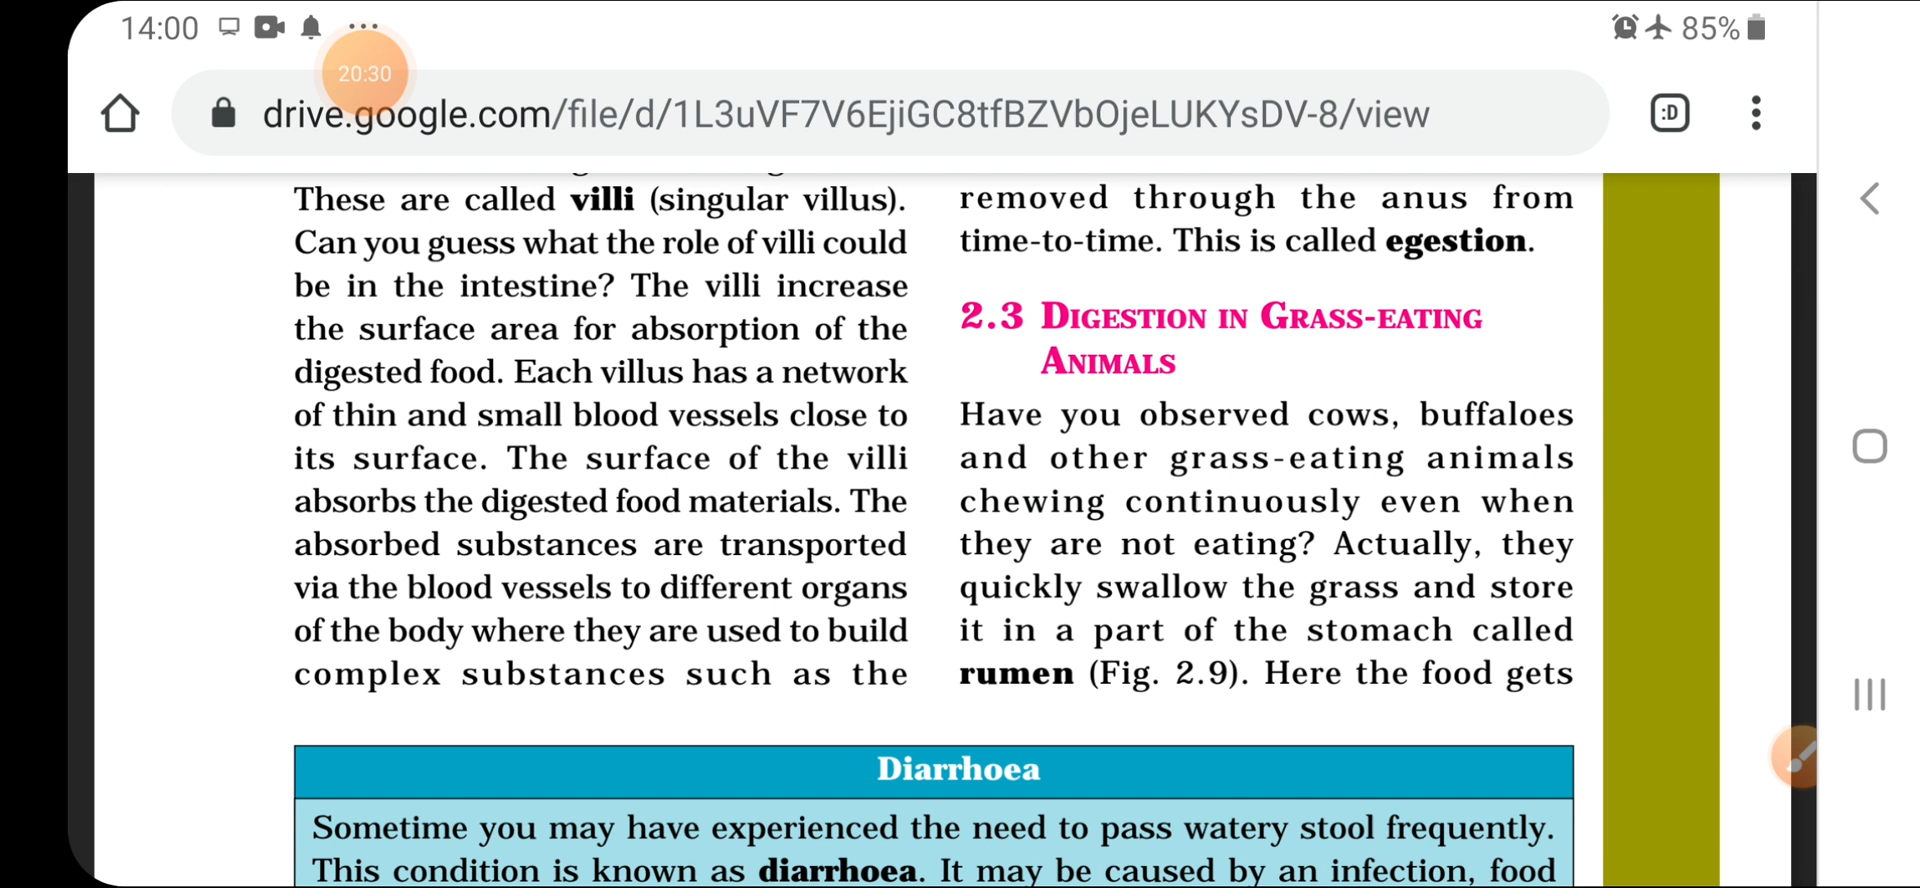 14:00
85%
20:30
drive.google.com/file/d/1L3uVF7V6EjiGC8tfBZVbOjeLUKYsDV-8/view
:D
These are called villi (singular villus).
Can you guess what the role of villi could
be in the intestine? The villi increase
the surface area for absorption of the
digested food. Each villus has a network
of thin and small blood vessels close to
its surface. The surface of the villi
absorbs the digested food materials. The
absorbed substances are transported
via the blood vessels to different organs
of the body where they are used to build
complex substances such as the
removed through the anus from
time-to-time. This is called egestion.
2.3 DIGESTION IN GRASS-EATING
ANIMALS
Have you observed cows, buffaloes
and other grass-eating animals
chewing continuously even when
they are not eating? Actually, they
quickly swallow the grass and store
it in a part of the stomach called
rumen (Fig. 2.9). Here the food gets
Diarrhoea
Sometime you may have experienced the need to pass watery stool frequently.
This condition is known as diarrhoea. It may be caused by an infection, food